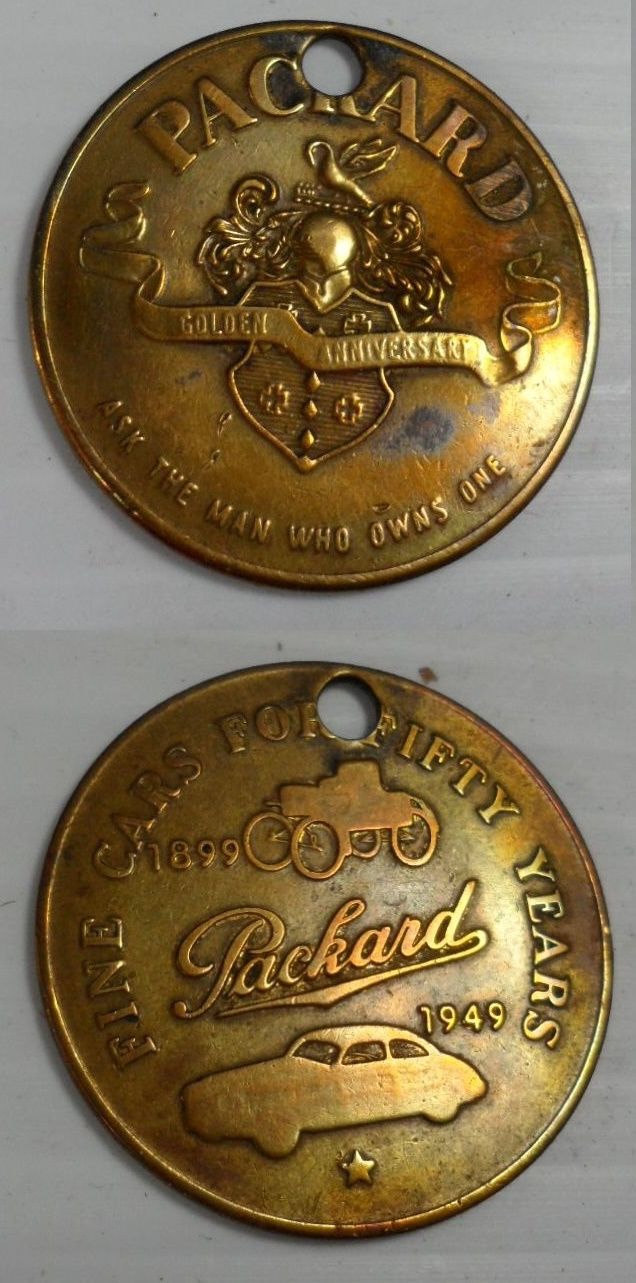 PACKARD
GOLDEN ANNIVERSARY
ASK THE MAN WHO OWNS ONE
FINE CARS FOR FIFTY YEARS
1899
Packard
1949